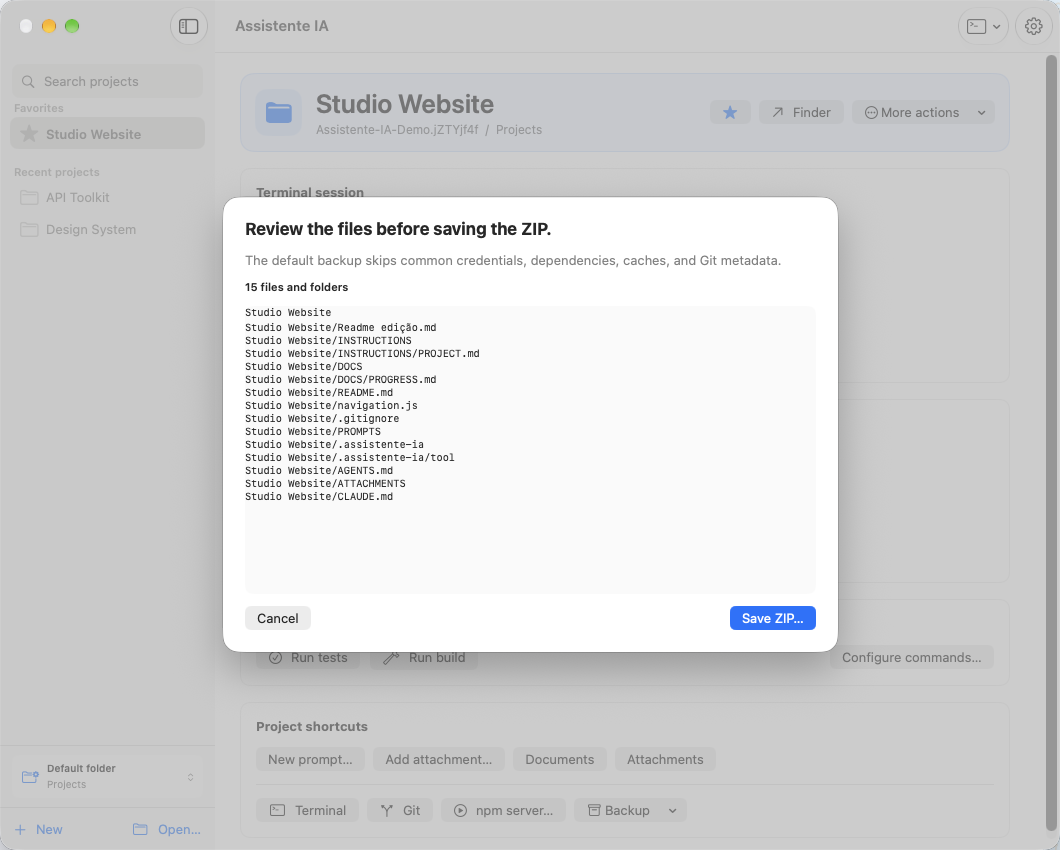 Assistente IA
Search projects
Favorites
Studio Website
Recent projects
API Toolkit
Design System
Studio Website
Assistente-IA-Demo.jZTYjf4f / Projects
Finder
More actions
Terminal session
Review the files before saving the ZIP.
The default backup skips common credentials, dependencies, caches, and Git metadata.
15 files and folders
Studio Website
Studio Website/Readme edição.md
Studio Website/INSTRUCTIONS
Studio Website/INSTRUCTIONS/PROJECT.md
Studio Website/DOCS
Studio Website/DOCS/PROGRESS.md
Studio Website/README.md
Studio Website/navigation.js
Studio Website/.gitignore
Studio Website/PROMPTS
Studio Website/.assistente-ia
Studio Website/.assistente-ia/tool
Studio Website/AGENTS.md
Studio Website/ATTACHMENTS
Studio Website/CLAUDE.md
Cancel
Save ZIP...
Run tests
Run build
Configure commands...
Project shortcuts
New prompt...
Add attachment...
Documents
Attachments
Terminal
Git
npm server...
Backup
Default folder
Projects
New
Open...